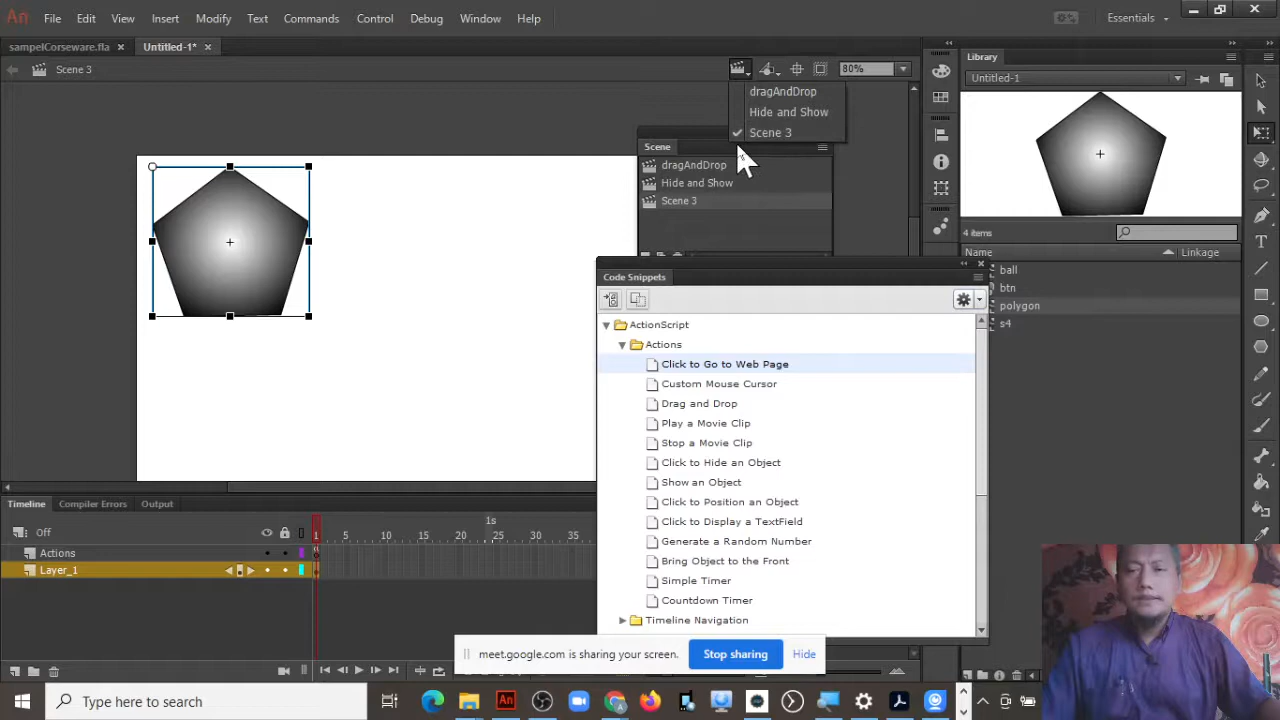 An File Edit View Insert Modify Text Commands Control Debug Window Help Essentials
sampelCorseware.fla × Untitled-1* ×
Scene 3 80%
dragAndDrop
Hide and Show
Scene 3
Scene
dragAndDrop
Hide and Show
Scene 3
Library
Untitled-1
4 items
Name Linkage
ball
btn
polygon
s4
Code Snippets
ActionScript
Actions
Click to Go to Web Page
Custom Mouse Cursor
Drag and Drop
Play a Movie Clip
Stop a Movie Clip
Click to Hide an Object
Show an Object
Click to Position an Object
Click to Display a TextField
Generate a Random Number
Bring Object to the Front
Simple Timer
Countdown Timer
Timeline Navigation
Timeline Compiler Errors Output
Off 1s
1 5 10 15 20 25 30 35
Actions
Layer_1
meet.google.com is sharing your screen. Stop sharing Hide
Type here to search An